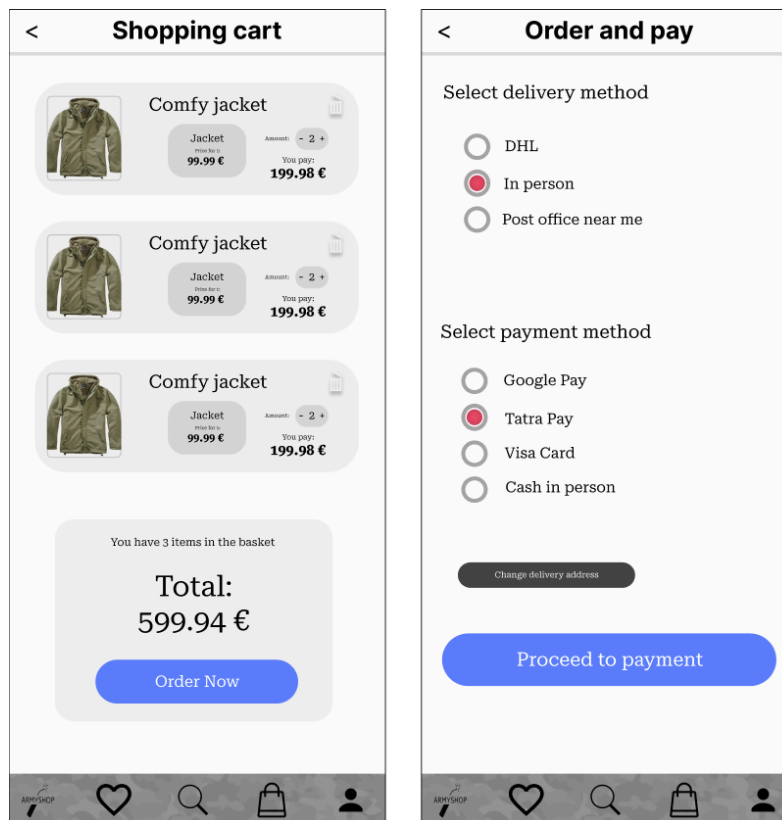 < Shopping cart
Comfy jacket
Jacket
Price for 1:
99.99 €
Amount: - 2 +
You pay:
199.98 €
Comfy jacket
Jacket
Price for 1:
99.99 €
Amount: - 2 +
You pay:
199.98 €
Comfy jacket
Jacket
Price for 1:
99.99 €
Amount: - 2 +
You pay:
199.98 €
You have 3 items in the basket
Total:
599.94 €
Order Now
ARMYSHOP
< Order and pay
Select delivery method
DHL
In person
Post office near me
Select payment method
Google Pay
Tatra Pay
Visa Card
Cash in person
Change delivery address
Proceed to payment
ARMYSHOP